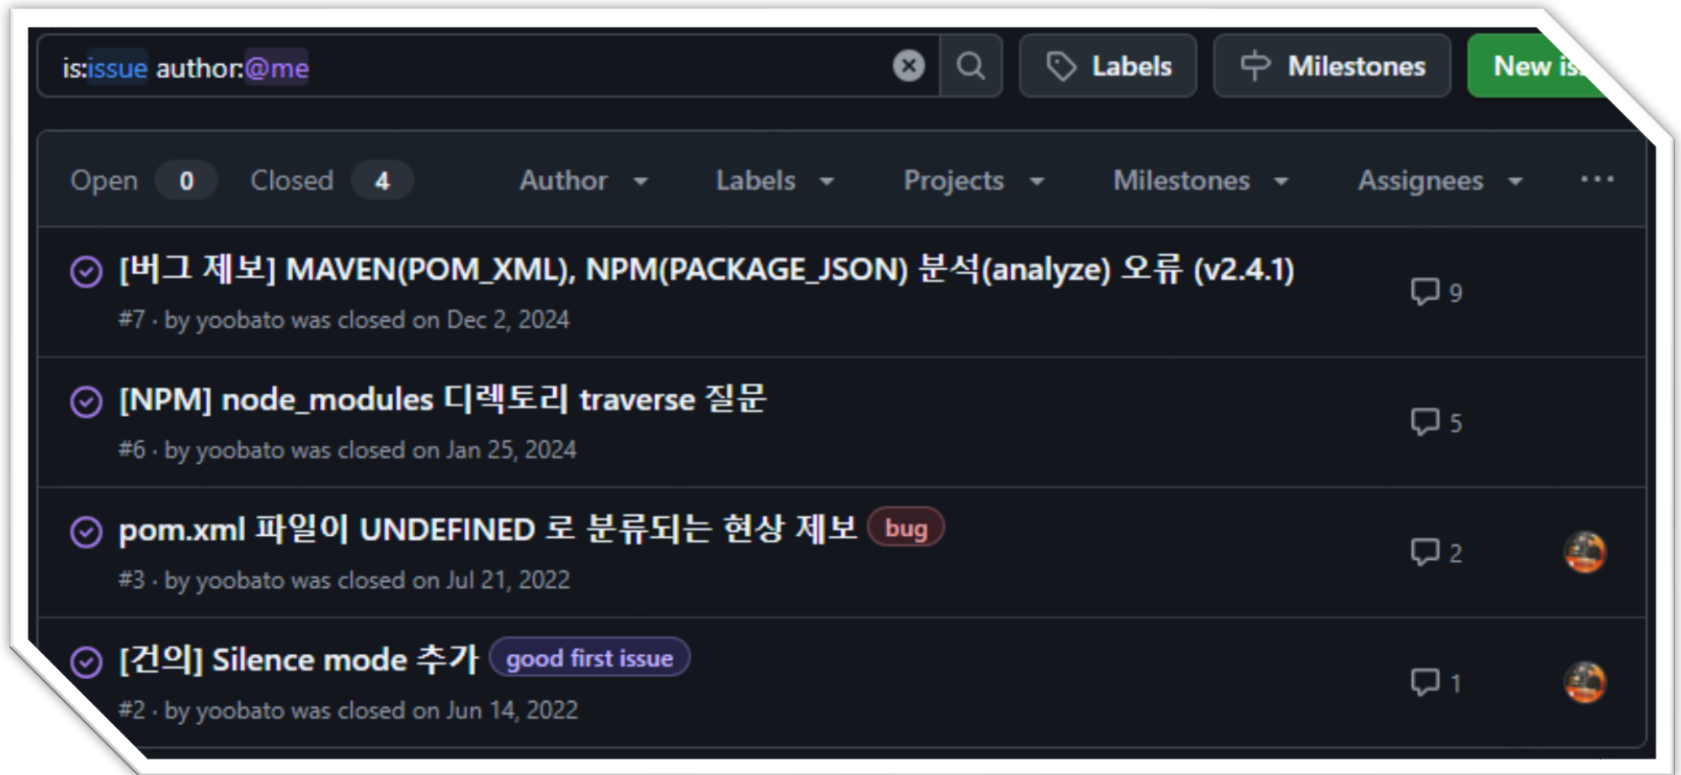 is:issue author:@me Labels Milestones New is
Open 0 Closed 4 Author Labels Projects Milestones Assignees ...
[버그 제보] MAVEN(POM_XML), NPM(PACKAGE_JSON) 분석(analyze) 오류 (v2.4.1)
#7 · by yoobato was closed on Dec 2, 2024 9
[NPM] node_modules 디렉토리 traverse 질문
#6 · by yoobato was closed on Jan 25, 2024 5
pom.xml 파일이 UNDEFINED 로 분류되는 현상 제보 bug
#3 · by yoobato was closed on Jul 21, 2022 2
[건의] Silence mode 추가 good first issue
#2 · by yoobato was closed on Jun 14, 2022 1